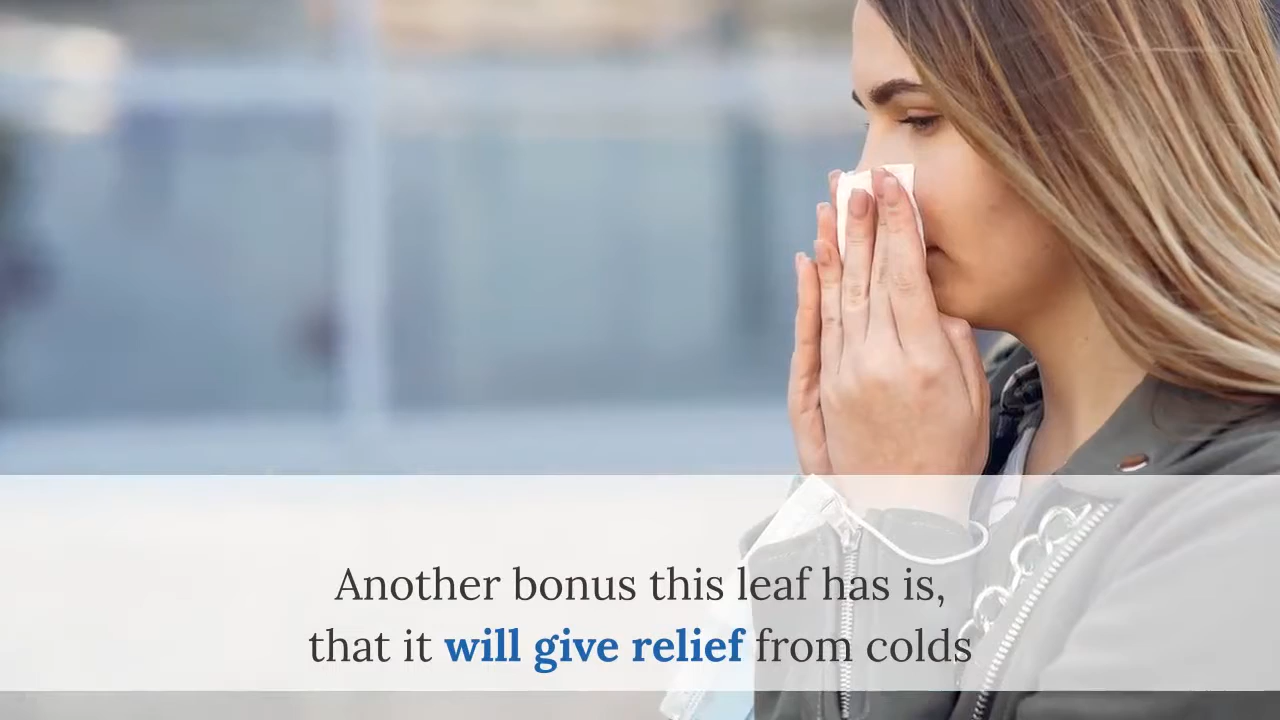 Another bonus this leaf has is,
that it will give relief from colds